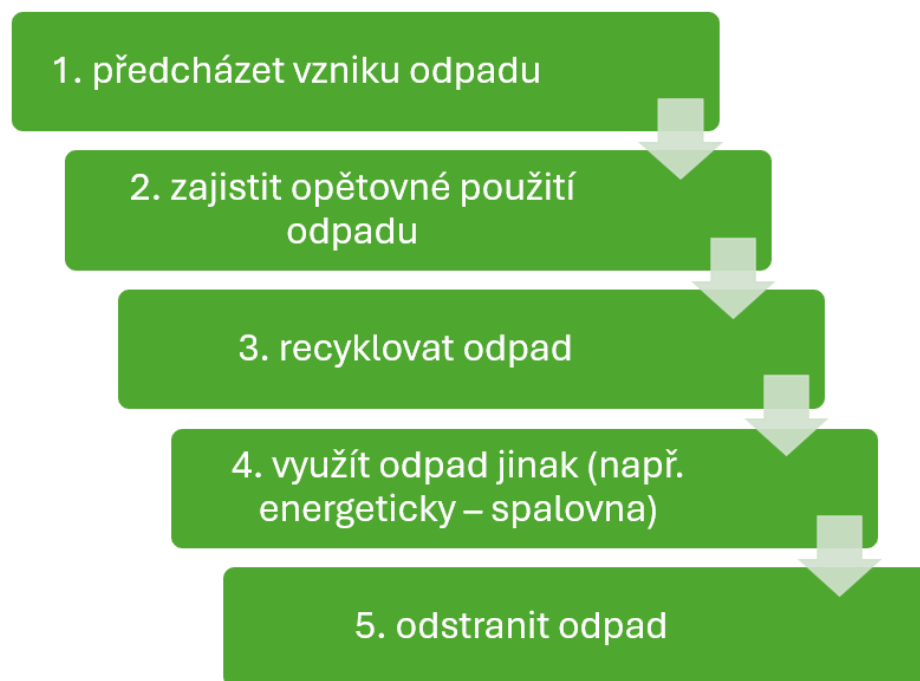 1. předcházet vzniku odpadu
2. zajistit opětovné použití
odpadu
3. recyklovat odpad
4. využít odpad jinak (např.
energeticky – spalovna)
5. odstranit odpad